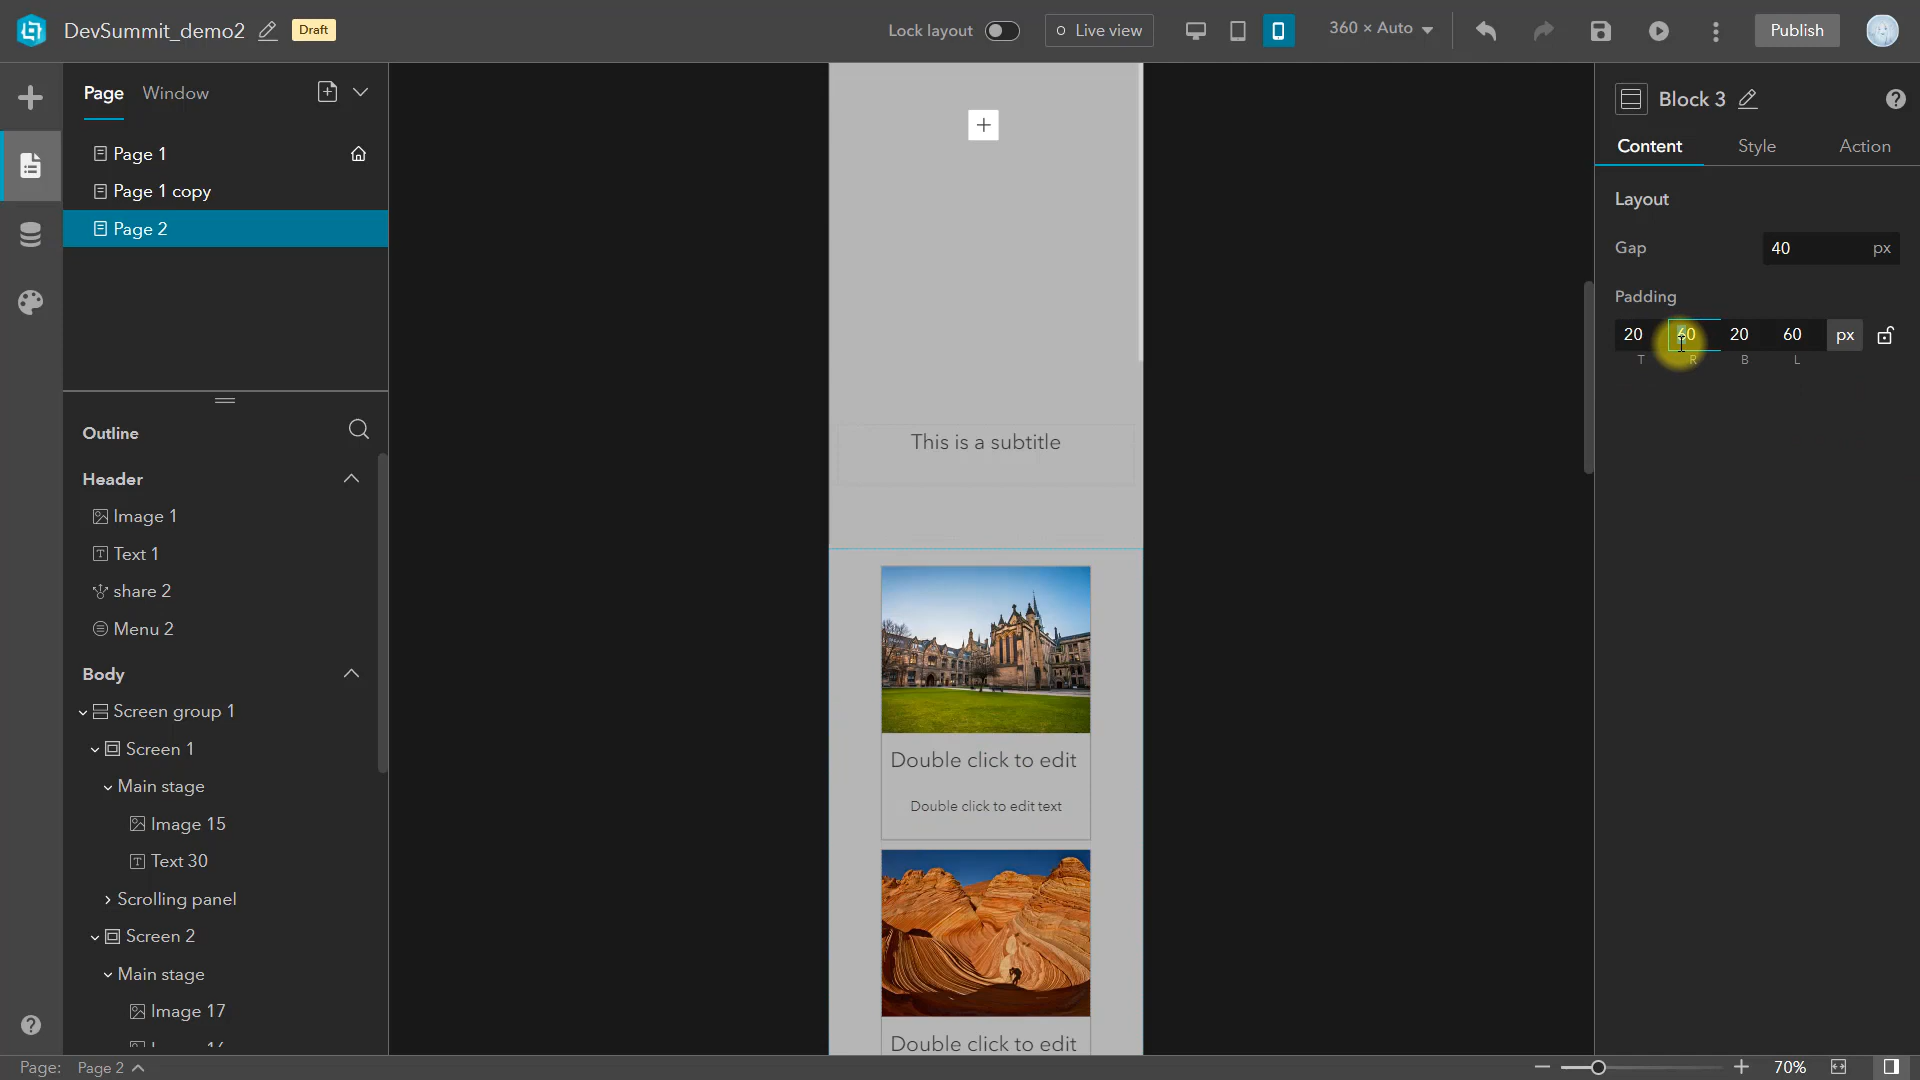 DevSummit_demo2
Draft
Lock layout
Live view
360 × Auto
Publish
Page
Window
Page 1
Page 1 copy
Page 2
Outline
Header
Image 1
Text 1
share 2
Menu 2
Body
Screen group 1
Screen 1
Main stage
Image 15
Text 30
Scrolling panel
Screen 2
Main stage
Image 17
This is a subtitle
Double click to edit
Double click to edit text
Double click to edit
Block 3
Content
Style
Action
Layout
Gap
40
px
Padding
20
60
20
60
px
T
R
B
L
Page:
Page 2
70%